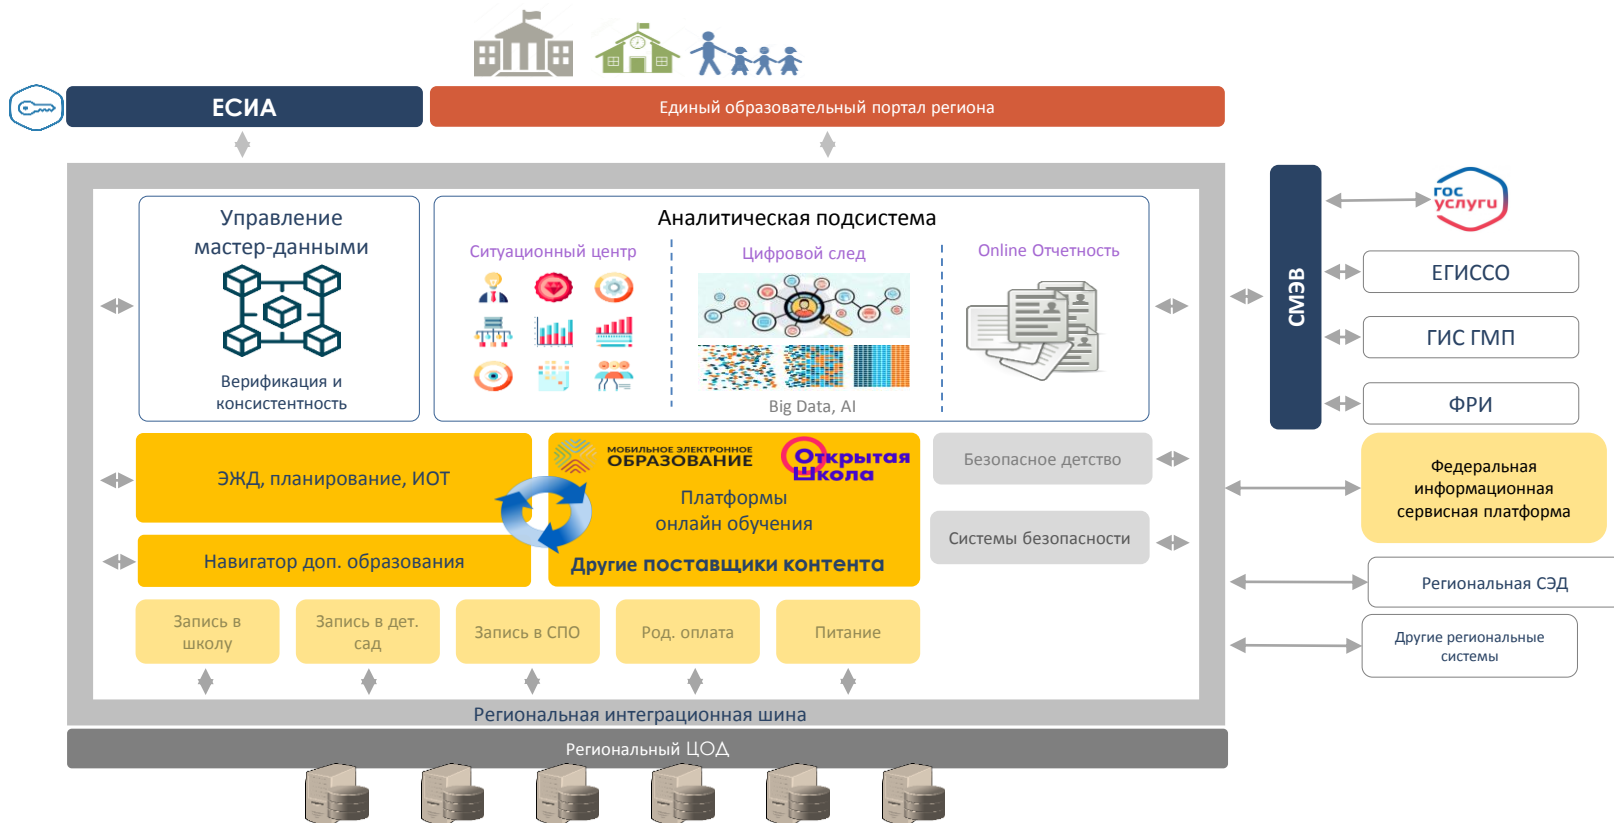 ЕСИА
Единый образовательный портал региона
Управление
мастер-данными
Верификация и
консистентность
Аналитическая подсистема
Ситуационный центр
Цифровой след
Big Data, AI
Online Отчетность
СМЭВ
гос
услуги
ЕГИССО
ГИС ГМП
ФРИ
ЭЖД, планирование, ИОТ
Навигатор доп. образования
МОБИЛЬНОЕ ЭЛЕКТРОННОЕ
ОБРАЗОВАНИЕ
Открытая
Школа
Платформы
онлайн обучения
Другие поставщики контента
Безопасное детство
Системы безопасности
Федеральная
информационная
сервисная платформа
Региональная СЭД
Другие региональные
системы
Запись в
школу
Запись в дет.
сад
Запись в СПО
Род. оплата
Питание
Региональная интеграционная шина
Региональный ЦОД